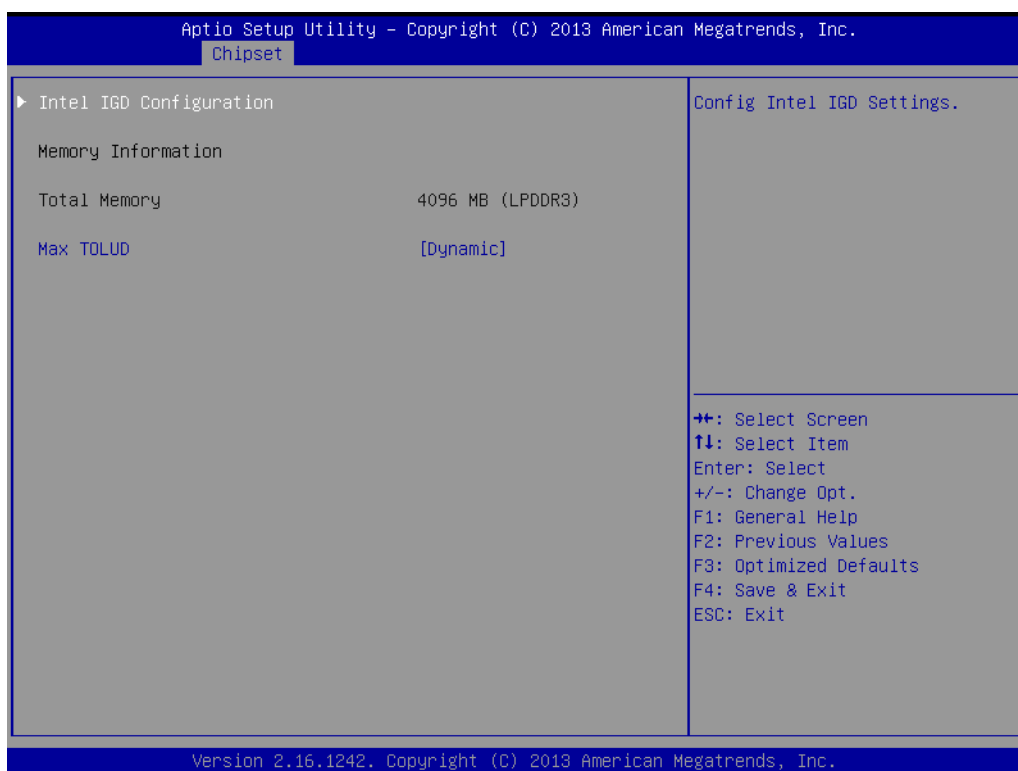 Aptio Setup Utility – Copyright (C) 2013 American Megatrends, Inc.
Chipset
Intel IGD Configuration
Memory Information
Total Memory 4096 MB (LPDDR3)
Max TOLUD [Dynamic]
Config Intel IGD Settings.
→←: Select Screen
↑↓: Select Item
Enter: Select
+/-: Change Opt.
F1: General Help
F2: Previous Values
F3: Optimized Defaults
F4: Save & Exit
ESC: Exit
Version 2.16.1242. Copyright (C) 2013 American Megatrends, Inc.